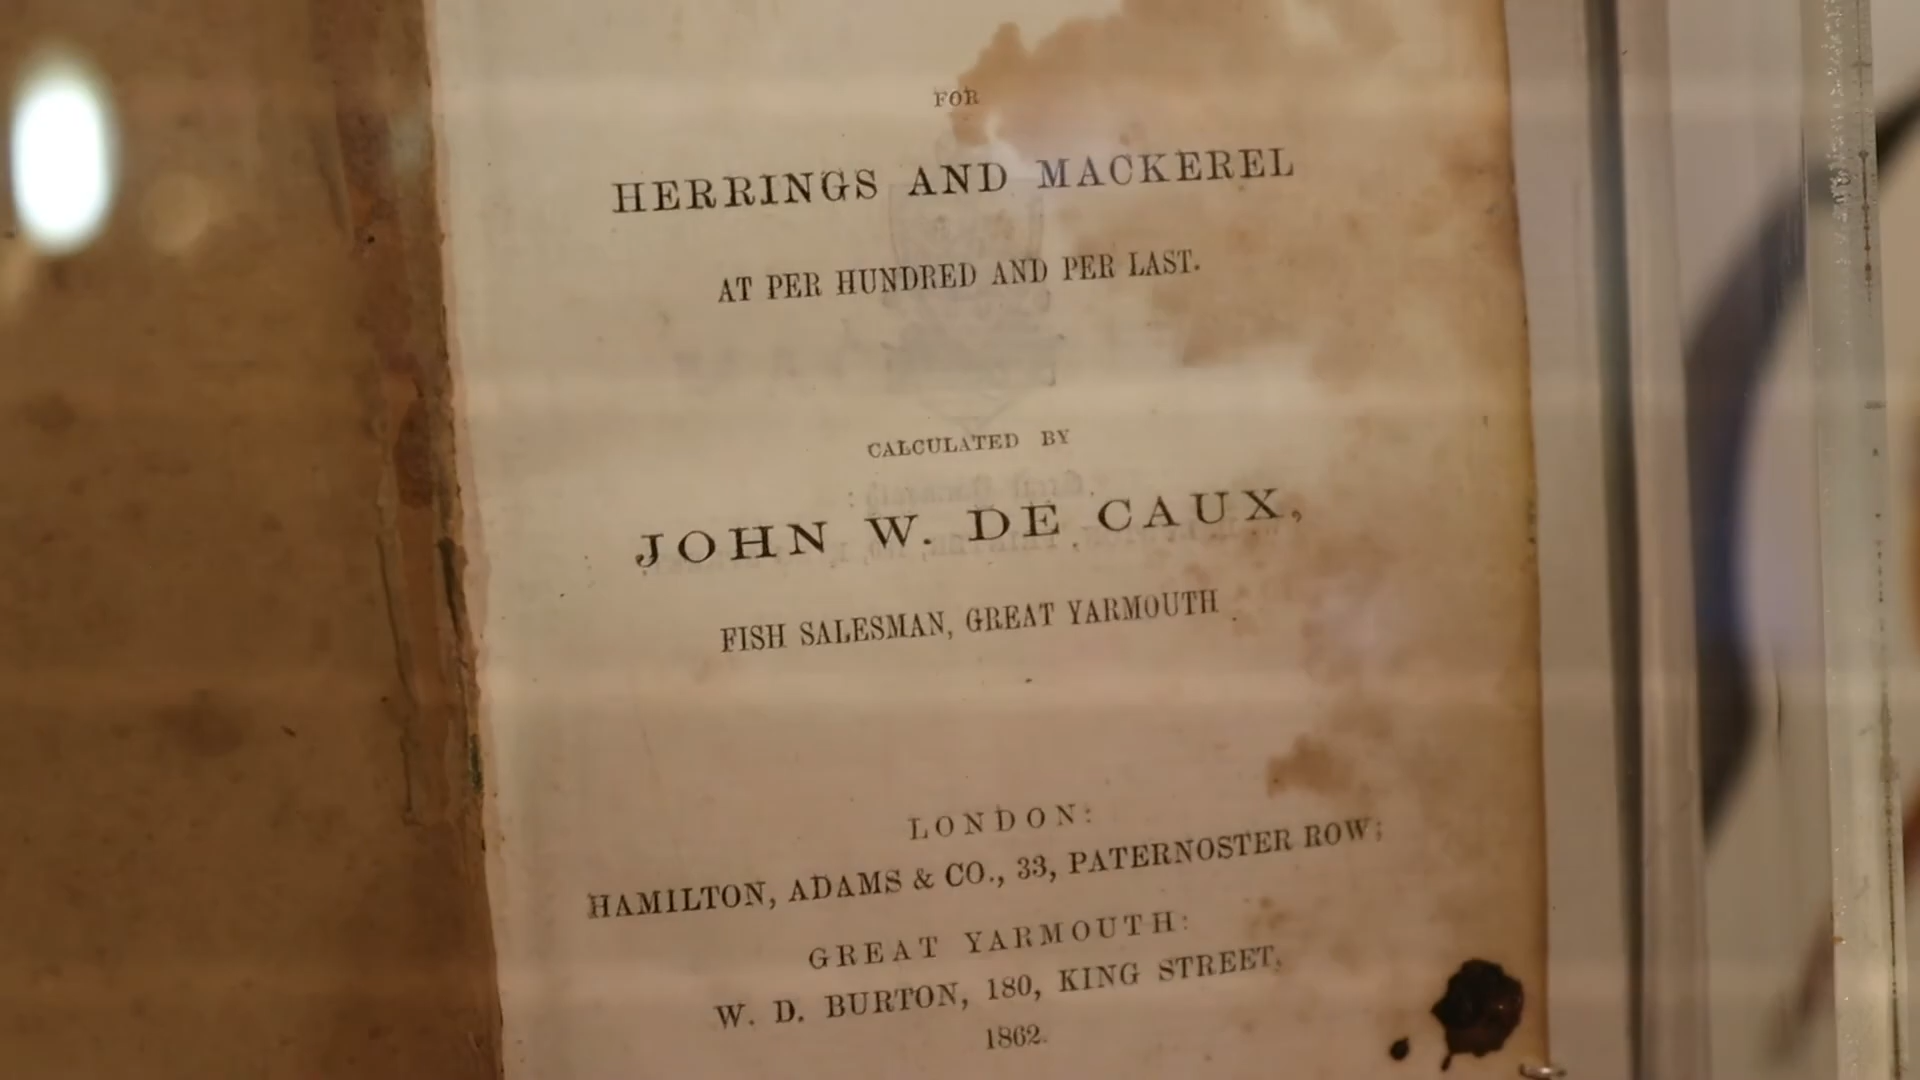 FOR
HERRINGS AND MACKEREL
AT PER HUNDRED AND PER LAST.
CALCULATED BY
JOHN W. DE CAUX,
FISH SALESMAN, GREAT YARMOUTH
LONDON:
HAMILTON, ADAMS & CO., 33, PATERNOSTER ROW;
GREAT YARMOUTH:
W. D. BURTON, 180, KING STREET.
1862.